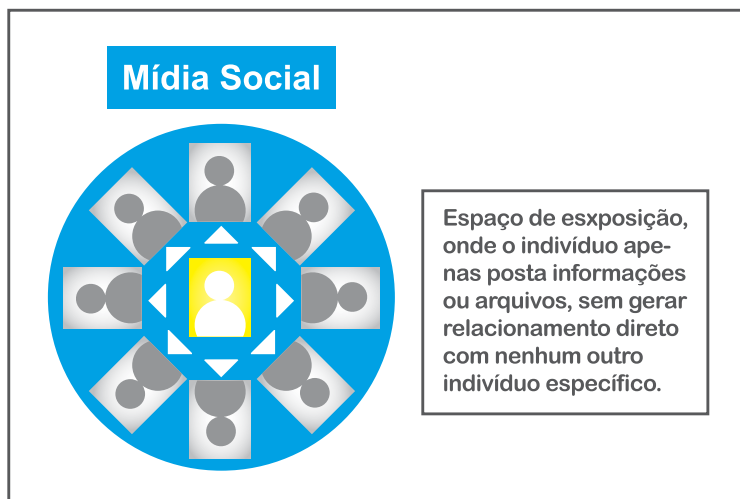 Mídia Social
Espaço de esxposição,
onde o indivíduo ape-
nas posta informações
ou arquivos, sem gerar
relacionamento direto
com nenhum outro
indivíduo específico.